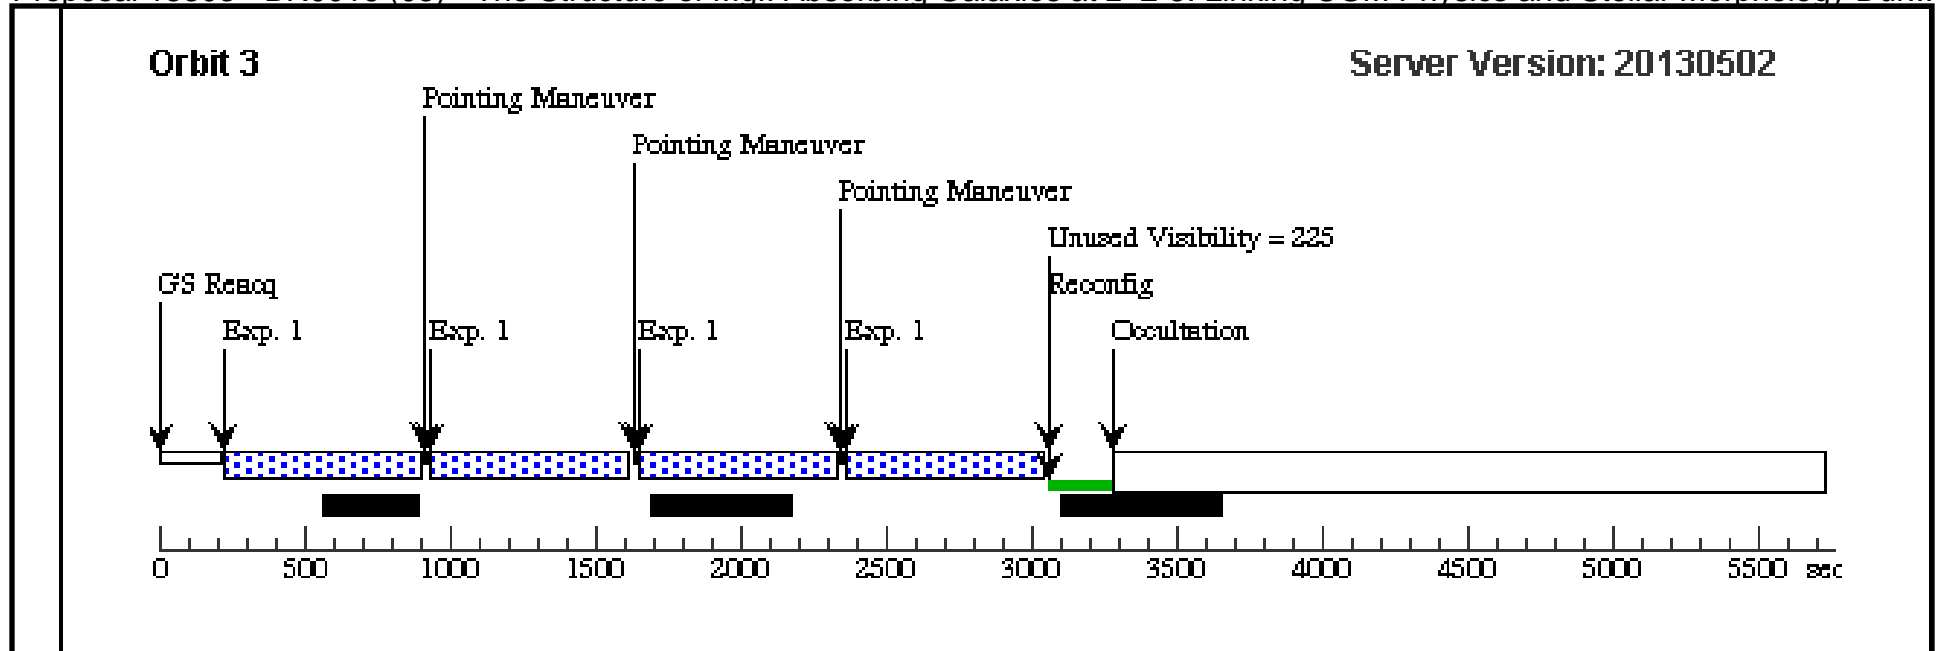 Orbit 3
Server Version: 20130502
Pointing Maneuver
Pointing Maneuver
Pointing Maneuver
Unused Visibility = 225
GS Reacq
Reconfig
Exp. 1
Exp. 1
Exp. 1
Exp. 1
Occultation
0 500 1000 1500 2000 2500 3000 3500 4000 4500 5000 5500 sec